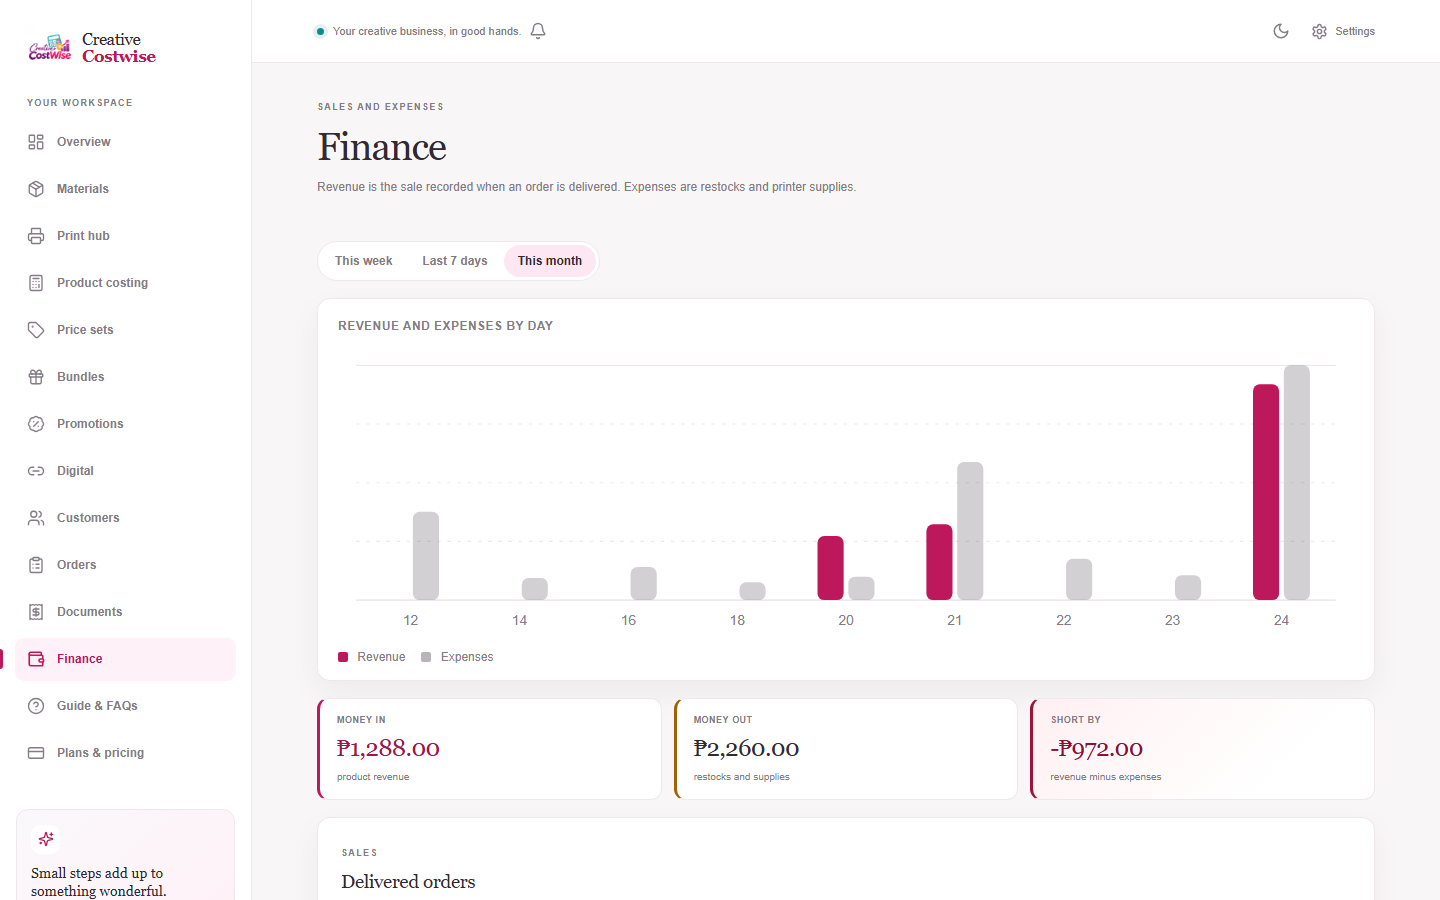 Creative
Costwise
Creative
CostWise
YOUR WORKSPACE
Overview
Materials
Print hub
Product costing
Price sets
Bundles
Promotions
Digital
Customers
Orders
Documents
Finance
Guide & FAQs
Plans & pricing
Small steps add up to
something wonderful.
Your creative business, in good hands.
Settings
SALES AND EXPENSES
Finance
Revenue is the sale recorded when an order is delivered. Expenses are restocks and printer supplies.
This week Last 7 days This month
REVENUE AND EXPENSES BY DAY
12 14 16 18 20 21 22 23 24
Revenue Expenses
MONEY IN
₱1,288.00
product revenue
MONEY OUT
₱2,260.00
restocks and supplies
SHORT BY
-₱972.00
revenue minus expenses
SALES
Delivered orders